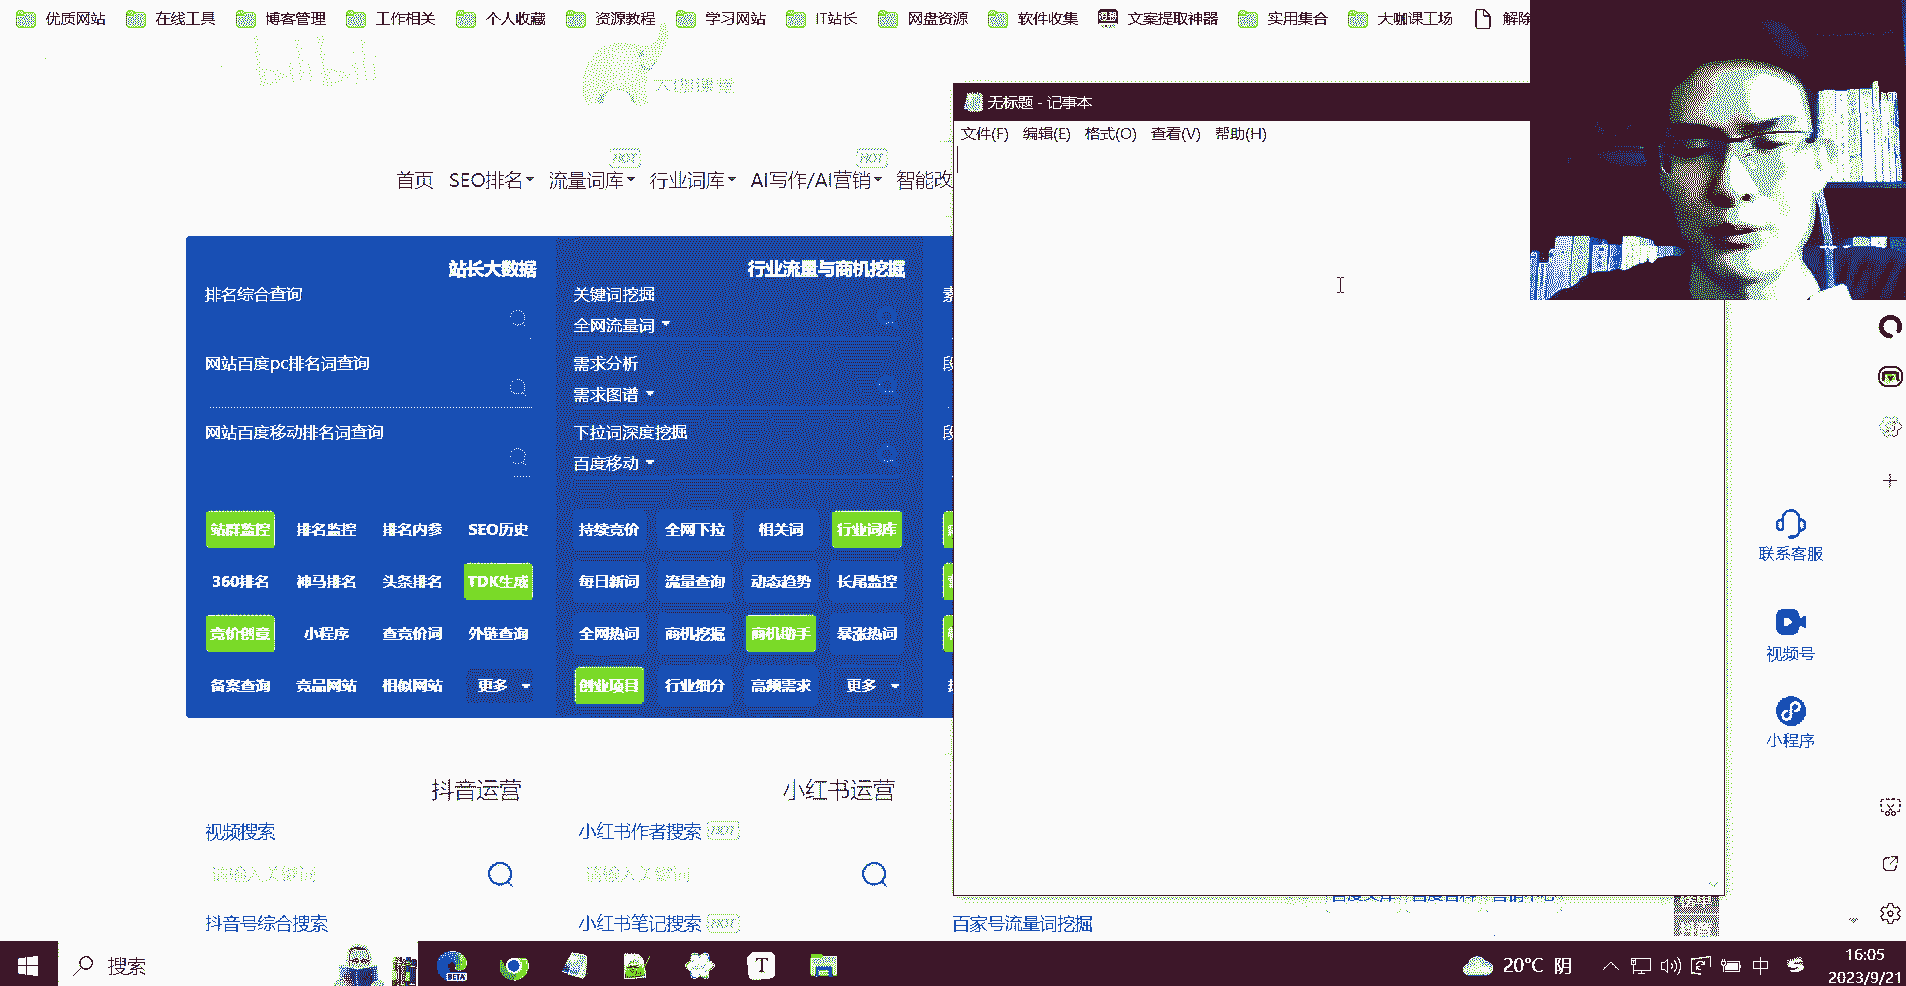 优质网站 在线工具 博客管理 工作相关 个人收藏 资源教程 学习网站 IT站长 网盘资源 软件收集 文案提取神器 实用集合 大咖课工场 解除
bilibili
大咖课堂
无标题 - 记事本
文件(F) 编辑(E) 格式(O) 查看(V) 帮助(H)
HOT HOT
首页 SEO排名 流量词库 行业词库 AI写作/AI营销 智能改
站长大数据 行业流量与商机挖掘
排名综合查询 关键词挖掘
全网流量词
网站百度pc排名词查询 需求分析 段
需求图谱
网站百度移动排名词查询 下拉词深度挖掘 段
百度移动
站群监控 排名监控 排名内参 SEO历史 持续竞价 全网下拉 相关词 行业词库
360排名 神马排名 头条排名 TDK生成 每日新词 流量查询 动态趋势 长尾监控
竞价创意 小程序 查竞价词 外链查询 全网热词 商机挖掘 商机助手 暴涨热词
备案查询 竞品网站 相似网站 更多 创业项目 行业细分 高频需求 更多
联系客服
视频号
小程序
抖音运营 小红书运营
视频搜索 小红书作者搜索 HOT
请输入关键词 请输入关键词
抖音号综合搜索 小红书笔记搜索 HOT 百家号流量词挖掘
搜索 BETA T 20°C 阴 中 16:05
2023/9/21